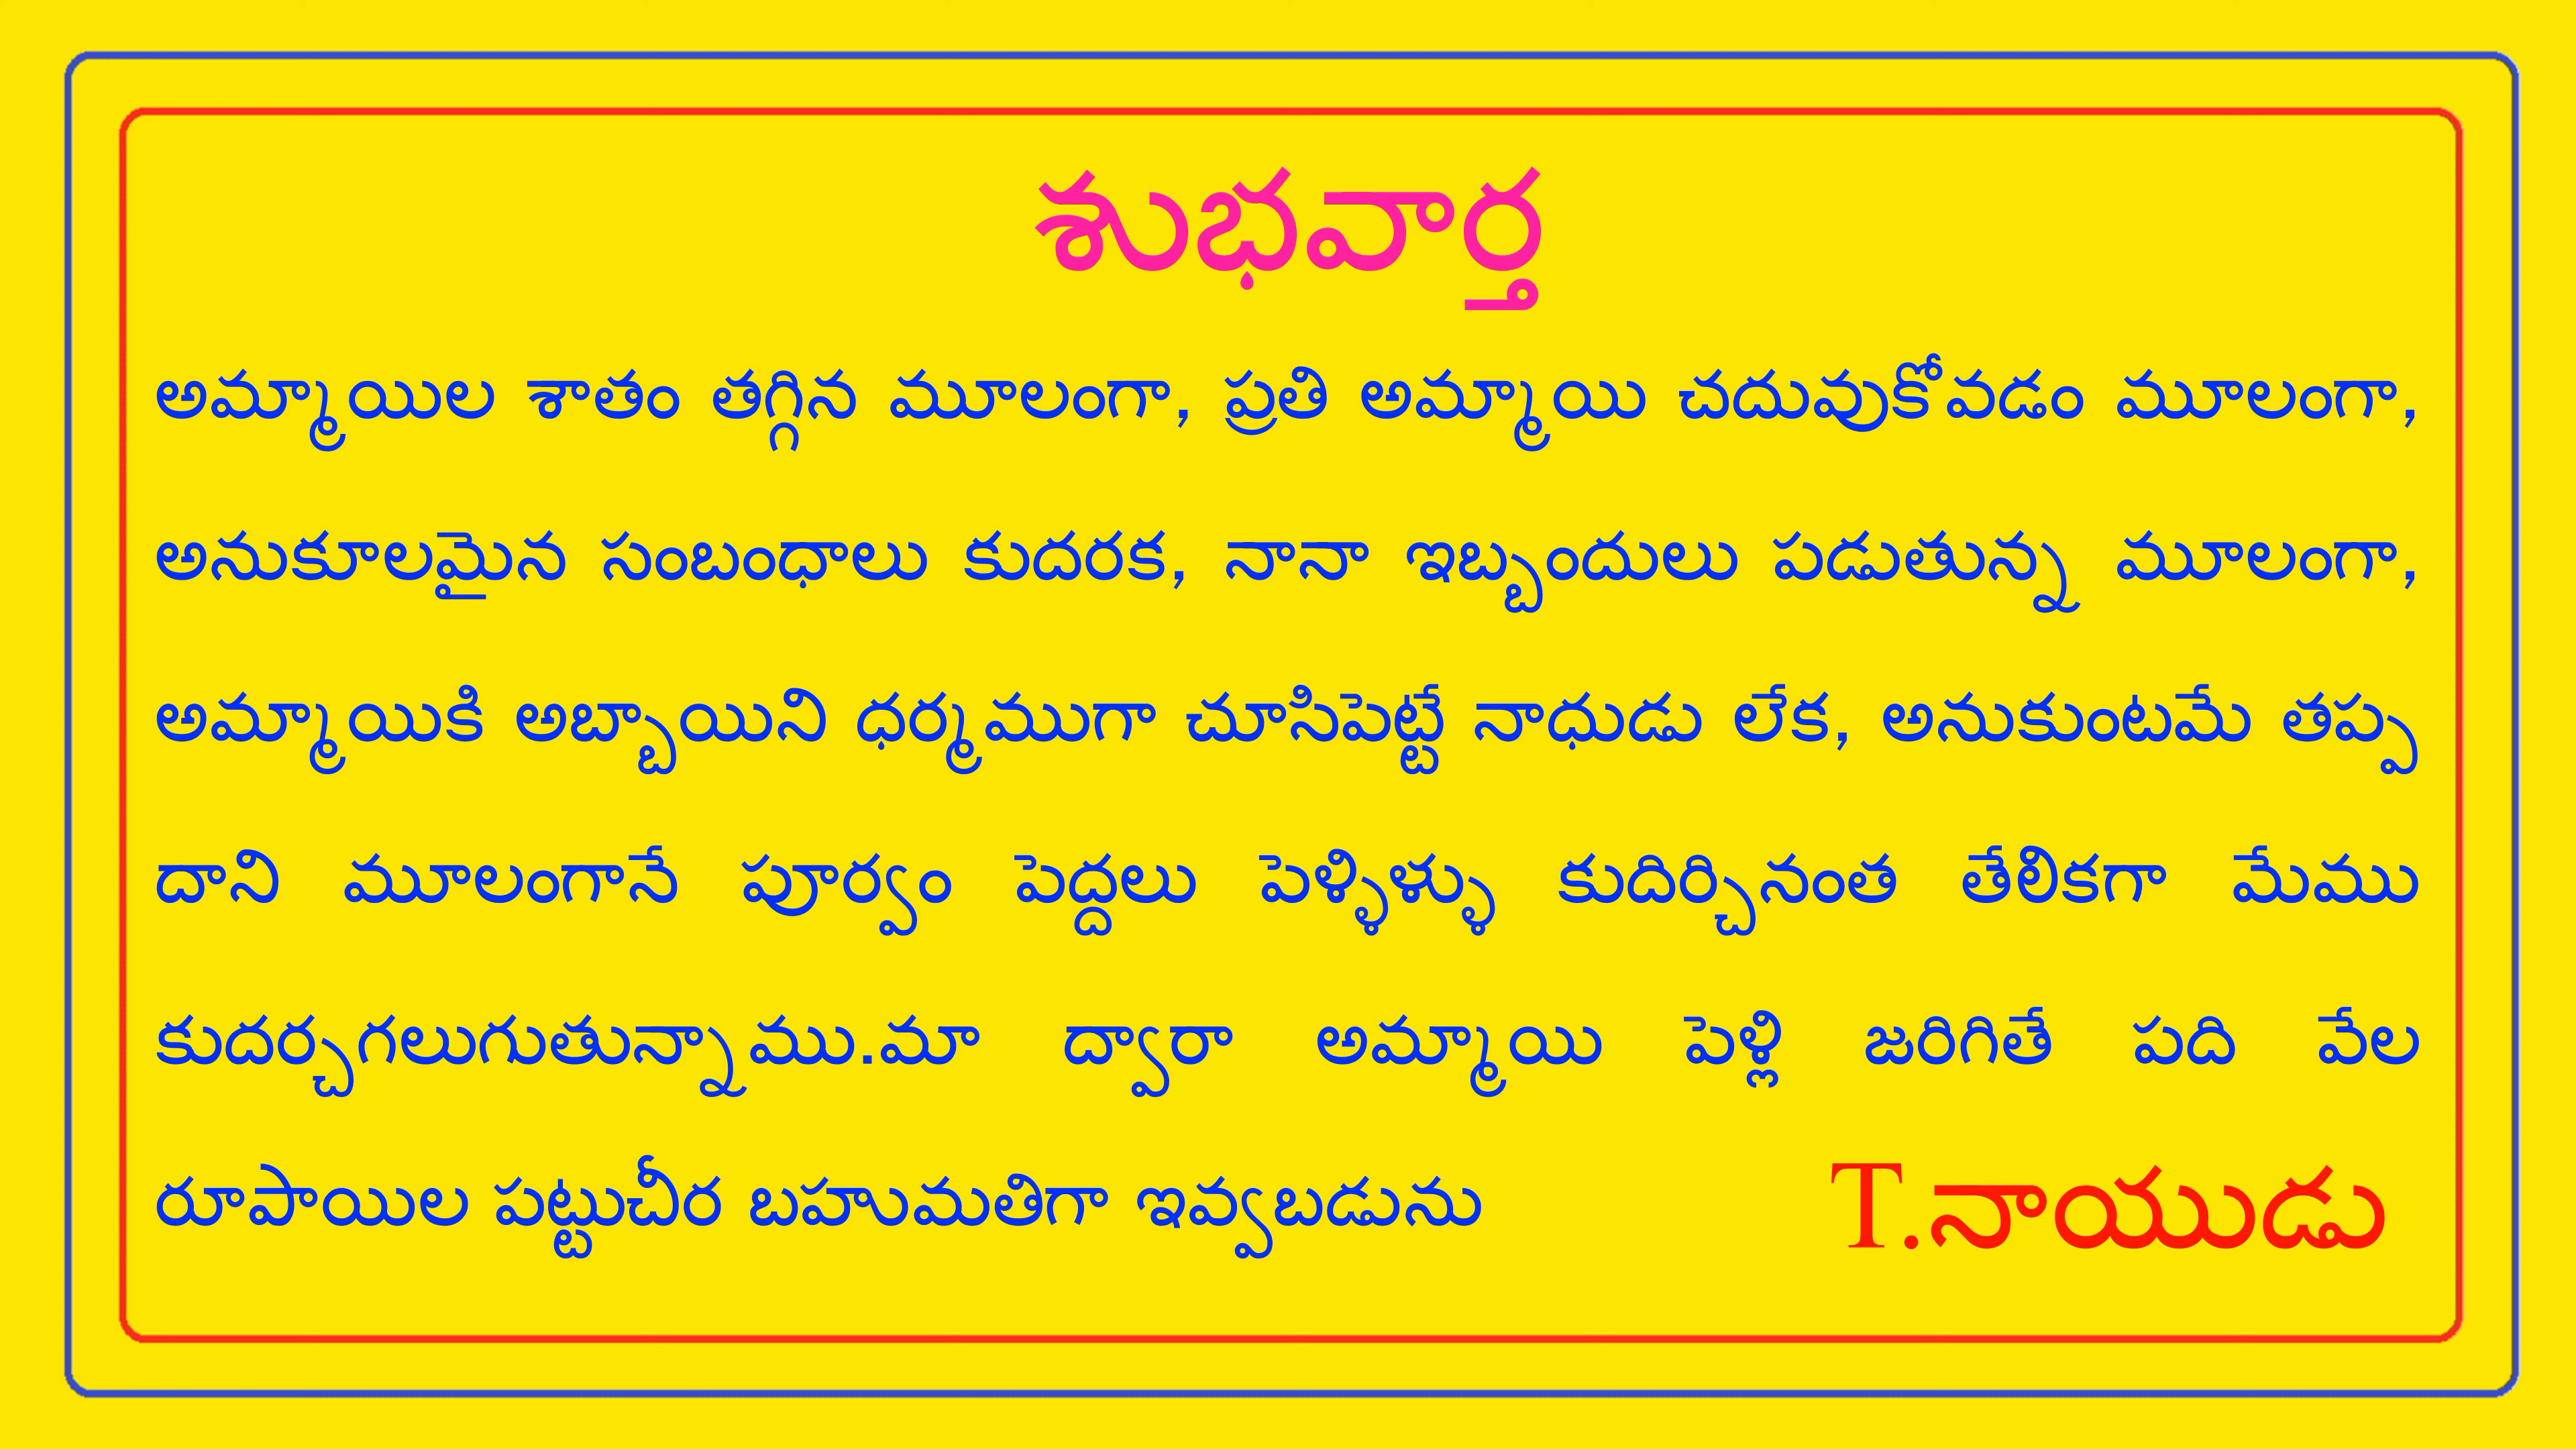 శుభవార్త
అమ్మాయిల శాతం తగ్గిన మూలంగా, ప్రతి అమ్మాయి చదువుకోవడం మూలంగా,
అనుకూలమైన సంబంధాలు కుదరక, నానా ఇబ్బందులు పడుతున్న మూలంగా,
అమ్మాయికి అబ్బాయిని ధర్మముగా చూసిపెట్టే నాధుడు లేక, అనుకుంటమే తప్ప
దాని మూలంగానే పూర్వం పెద్దలు పెళ్ళిళ్ళు కుదిర్చినంత తేలికగా మేము
కుదర్చగలుగుతున్నాము.మా ద్వారా అమ్మాయి పెళ్లి జరిగితే పది వేల
రూపాయిల పట్టుచీర బహుమతిగా ఇవ్వబడును T.నాయుడు